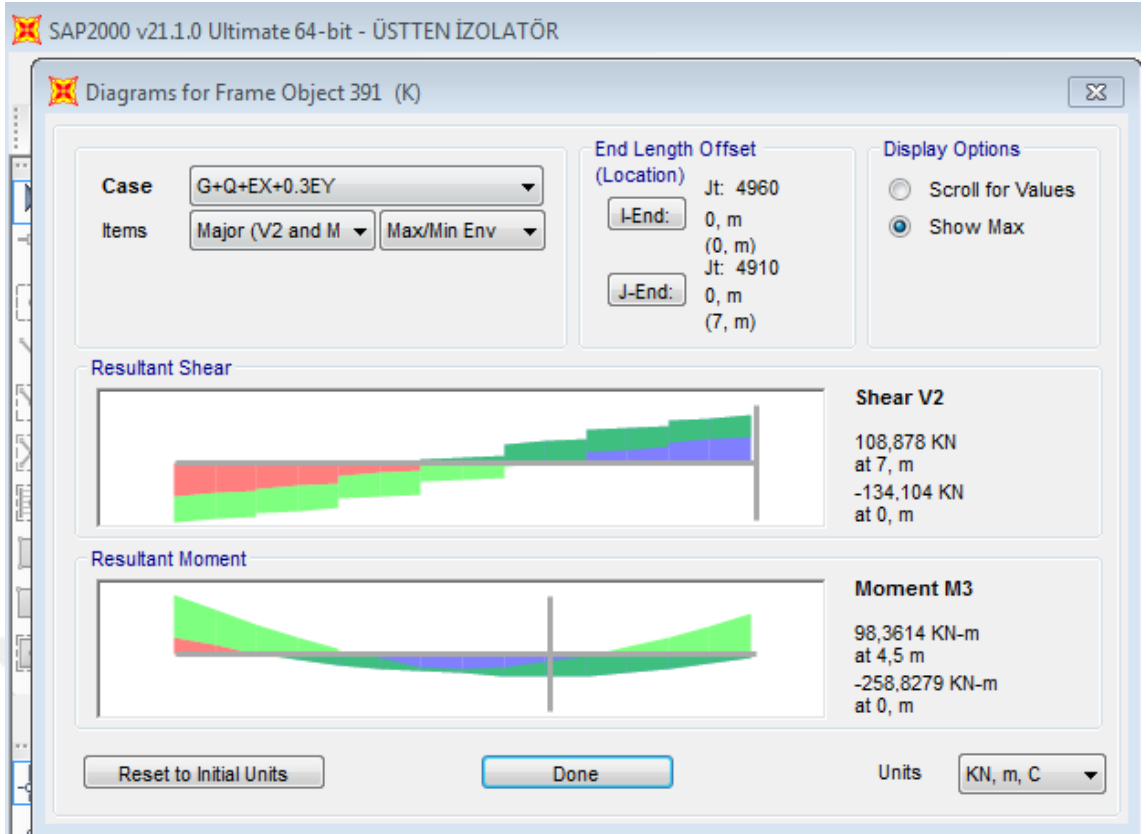 SAP2000 v21.1.0 Ultimate 64-bit - ÜSTTEN İZOLATÖR
Diagrams for Frame Object 391 (K)
Case
G+Q+EX+0.3EY
Items
Major (V2 and M
Max/Min Env
End Length Offset
(Location)
I-End:
Jt: 4960
0, m
(0, m)
J-End:
Jt: 4910
0, m
(7, m)
Display Options
Scroll for Values
Show Max
Resultant Shear
Shear V2
108,878 KN
at 7, m
-134,104 KN
at 0, m
Resultant Moment
Moment M3
98,3614 KN-m
at 4,5 m
-258,8279 KN-m
at 0, m
Reset to Initial Units
Done
Units
KN, m, C